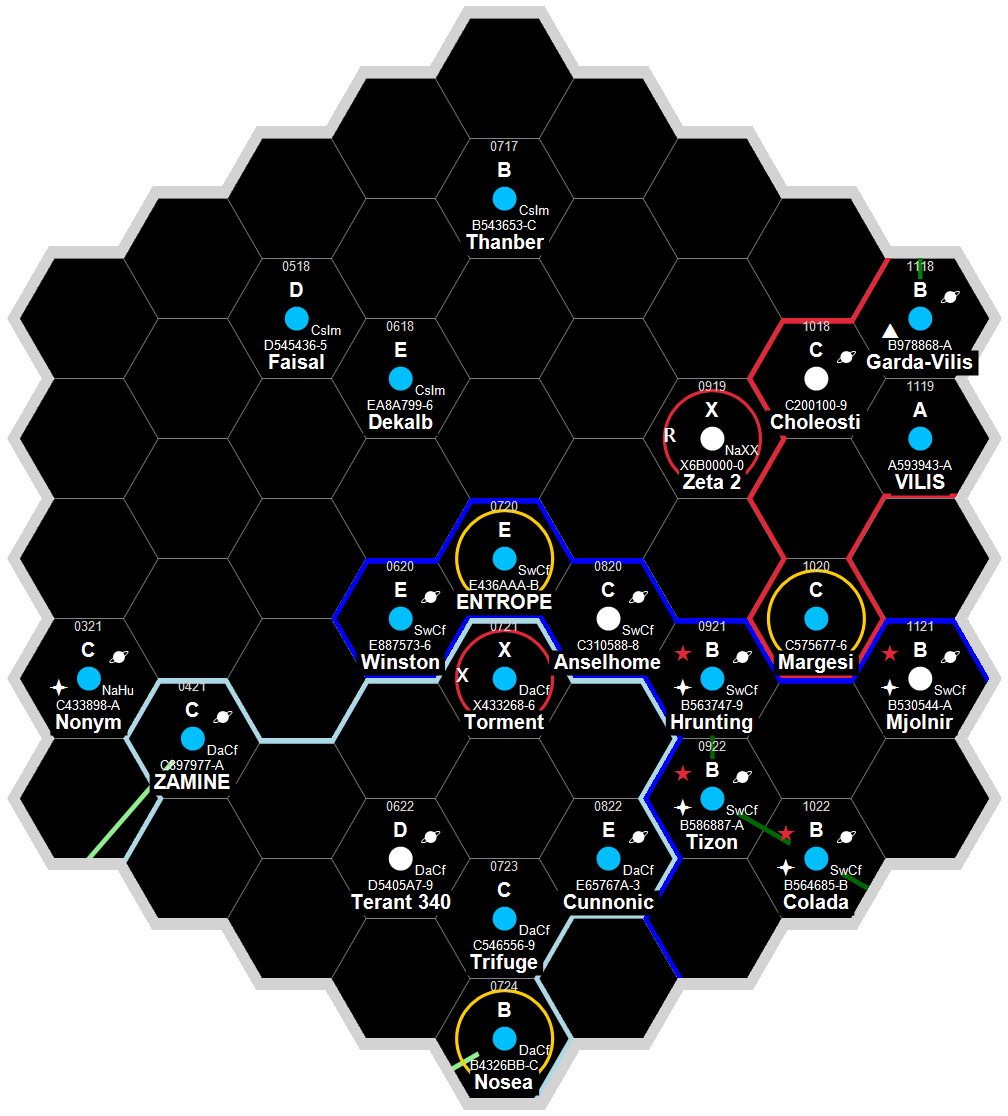 0717
B
CsIm
B543653-C
Thanber
0518
D
CsIm
D545436-5
Faisal
1118
B
B978868-A
Garda-Vilis
0618
E
CsIm
EA8A799-6
Dekalb
1018
C
C200100-9
Choleosti
0919
X
R
NaXX
X6B0000-0
Zeta 2
1119
A
A593943-A
VILIS
0720
E
SwCf
E436AAA-B
ENTROPE
0620
E
SwCf
E887573-6
Winston
0820
C
SwCf
C310588-8
Anselhome
1020
C
C575677-6
Margesi
0321
C
NaHu
C433898-A
Nonym
0721
X
X
DaCf
X433268-6
Torment
0921
B
SwCf
B563747-9
Hrunting
1121
B
SwCf
B530544-A
Mjolnir
0421
C
DaCf
C897977-A
ZAMINE
0922
B
SwCf
B586887-A
Tizon
0622
D
DaCf
D5405A7-9
Terant 340
0822
E
DaCf
E65767A-3
Cunnonic
1022
B
SwCf
B564685-B
Colada
0723
C
DaCf
C546556-9
Trifuge
0724
B
DaCf
B4326BB-C
Nosea